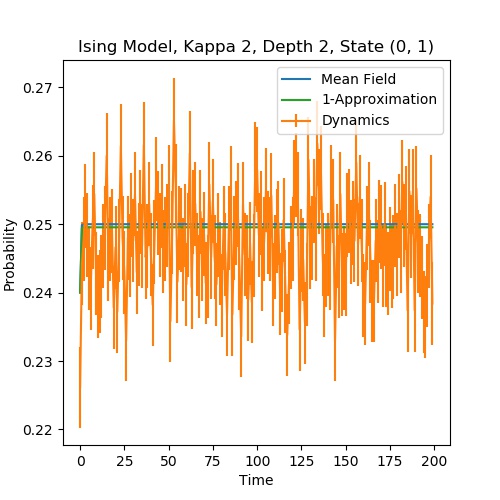 Ising Model, Kappa 2, Depth 2, State (0, 1)
Mean Field
1-Approximation
Dynamics
Probability
0.27
0.26
0.25
0.24
0.23
0.22
0 25 50 75 100 125 150 175 200
Time